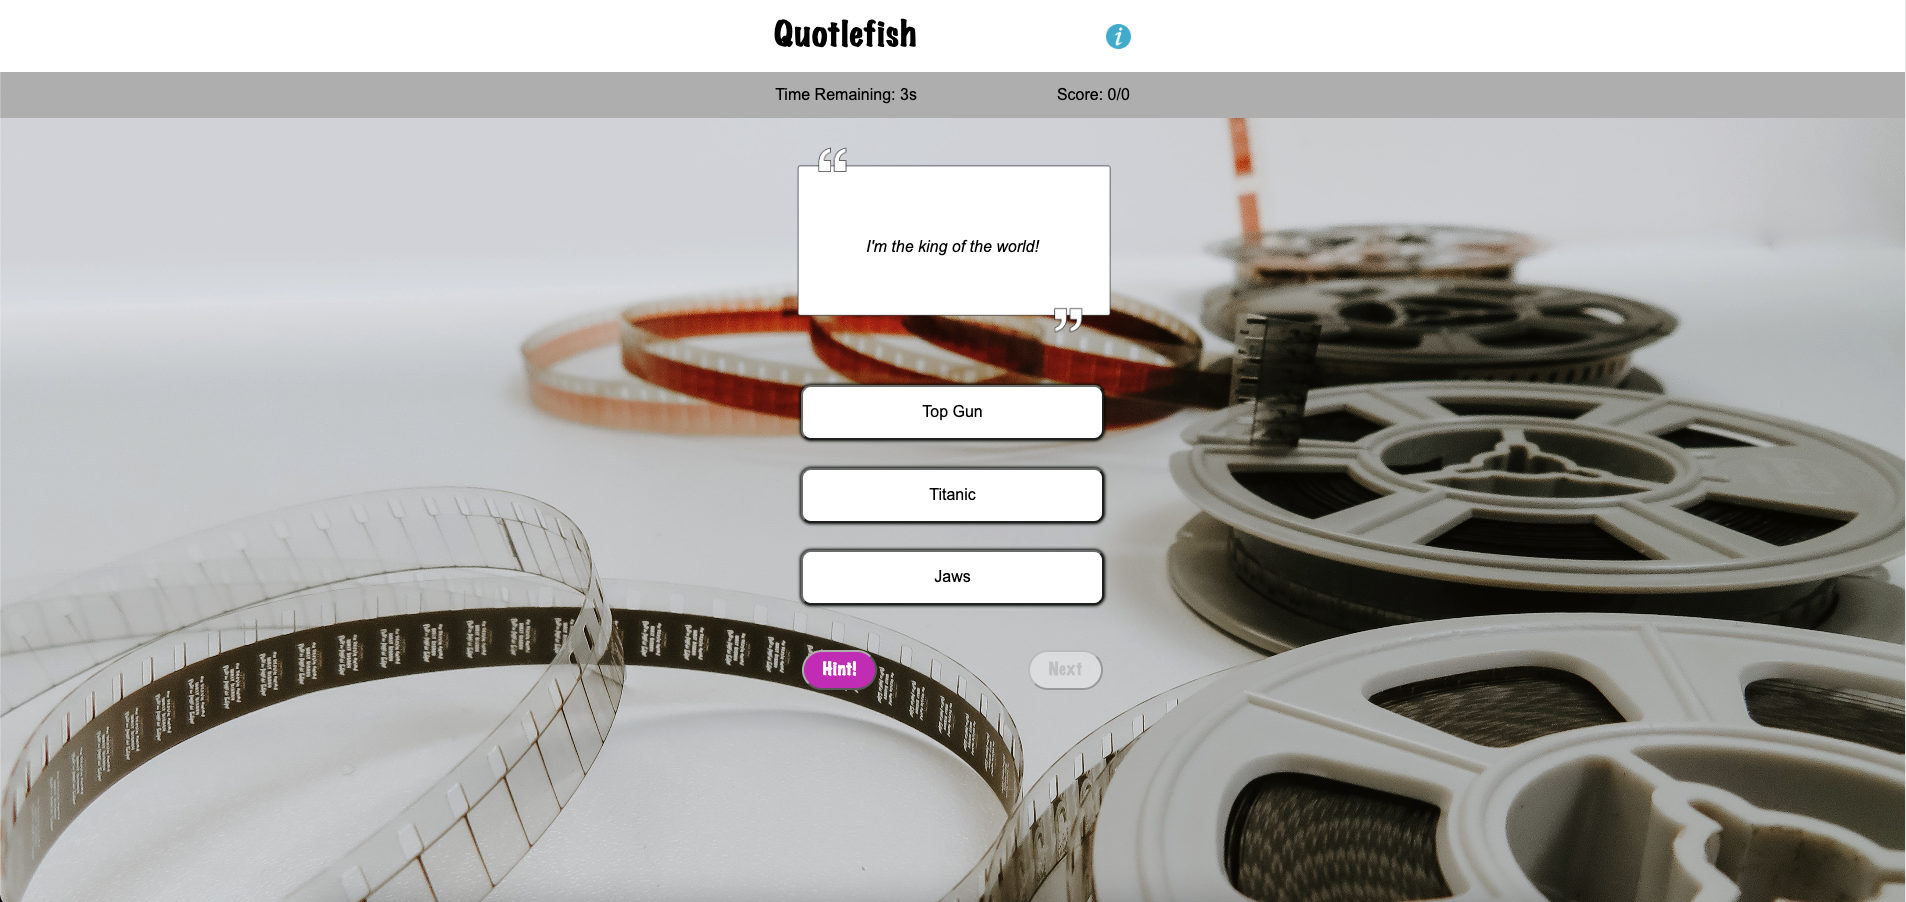 Quotlefish
i
Time Remaining: 3s
Score: 0/0
“
I'm the king of the world!
”
Top Gun
Titanic
Jaws
Hint!
Next